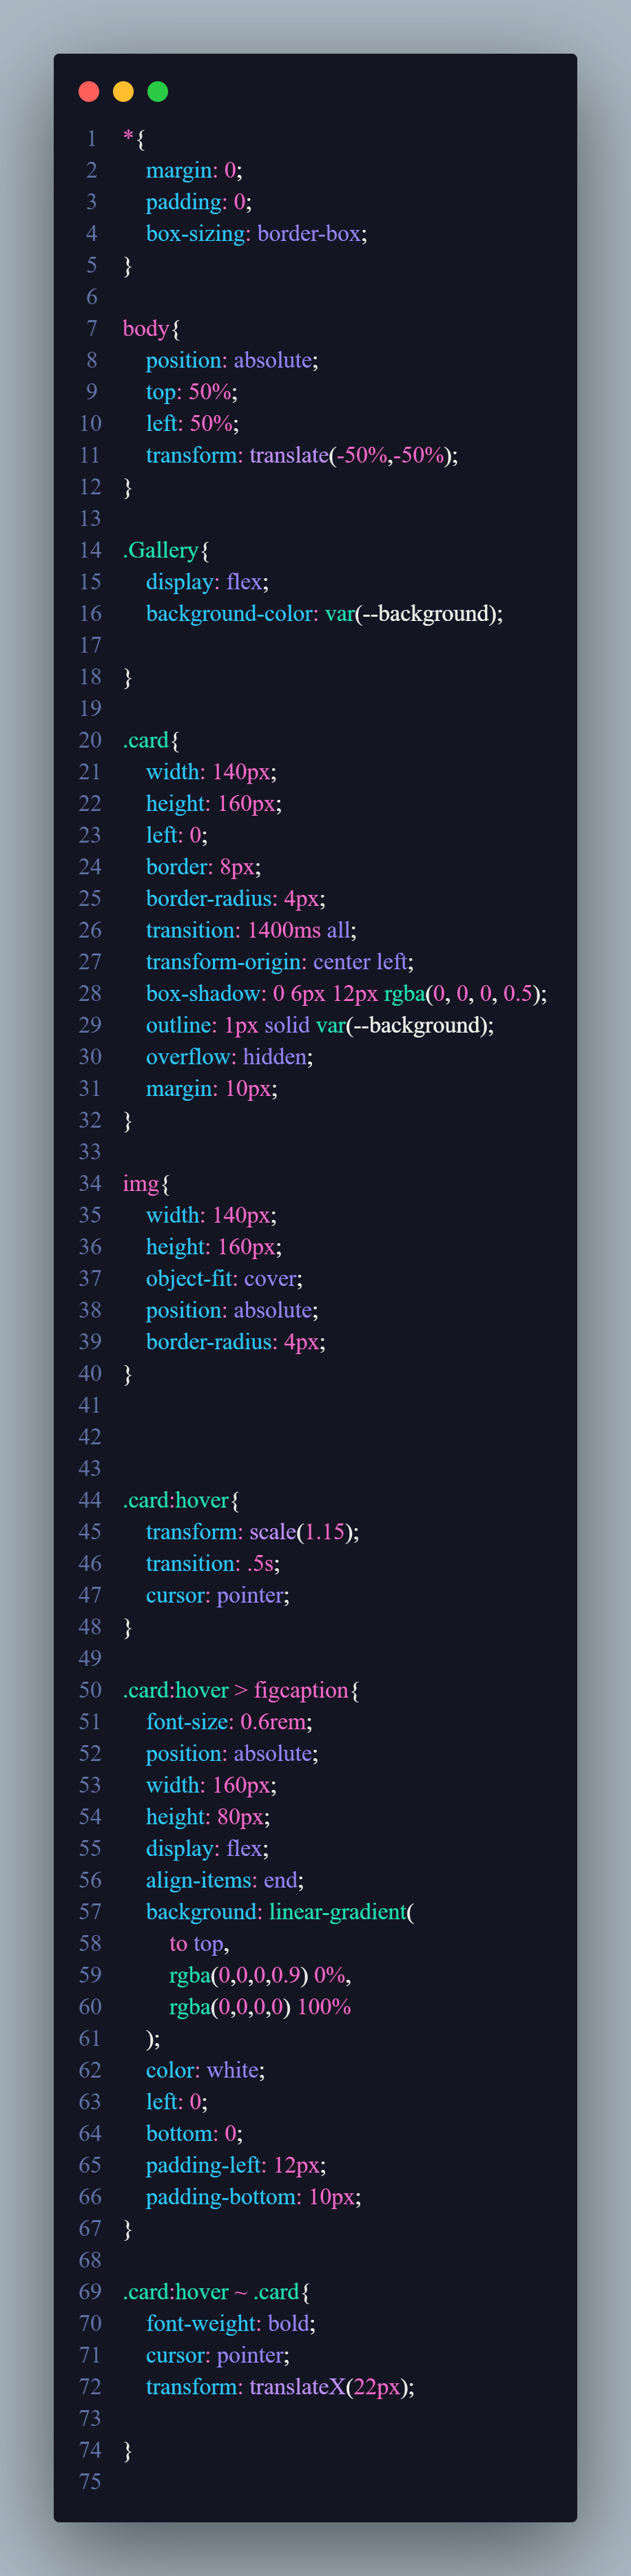 1 *{
2     margin: 0;
3     padding: 0;
4     box-sizing: border-box;
5 }
6
7 body{
8     position: absolute;
9     top: 50%;
10     left: 50%;
11     transform: translate(-50%,-50%);
12 }
13
14 .Gallery{
15     display: flex;
16     background-color: var(--background);
17
18 }
19
20 .card{
21     width: 140px;
22     height: 160px;
23     left: 0;
24     border: 8px;
25     border-radius: 4px;
26     transition: 1400ms all;
27     transform-origin: center left;
28     box-shadow: 0 6px 12px rgba(0, 0, 0, 0.5);
29     outline: 1px solid var(--background);
30     overflow: hidden;
31     margin: 10px;
32 }
33
34 img{
35     width: 140px;
36     height: 160px;
37     object-fit: cover;
38     position: absolute;
39     border-radius: 4px;
40 }
41
42
43
44 .card:hover{
45     transform: scale(1.15);
46     transition: .5s;
47     cursor: pointer;
48 }
49
50 .card:hover > figcaption{
51     font-size: 0.6rem;
52     position: absolute;
53     width: 160px;
54     height: 80px;
55     display: flex;
56     align-items: end;
57     background: linear-gradient(
58         to top,
59         rgba(0,0,0,0.9) 0%,
60         rgba(0,0,0,0) 100%
61     );
62     color: white;
63     left: 0;
64     bottom: 0;
65     padding-left: 12px;
66     padding-bottom: 10px;
67 }
68
69 .card:hover ~ .card{
70     font-weight: bold;
71     cursor: pointer;
72     transform: translateX(22px);
73
74 }
75